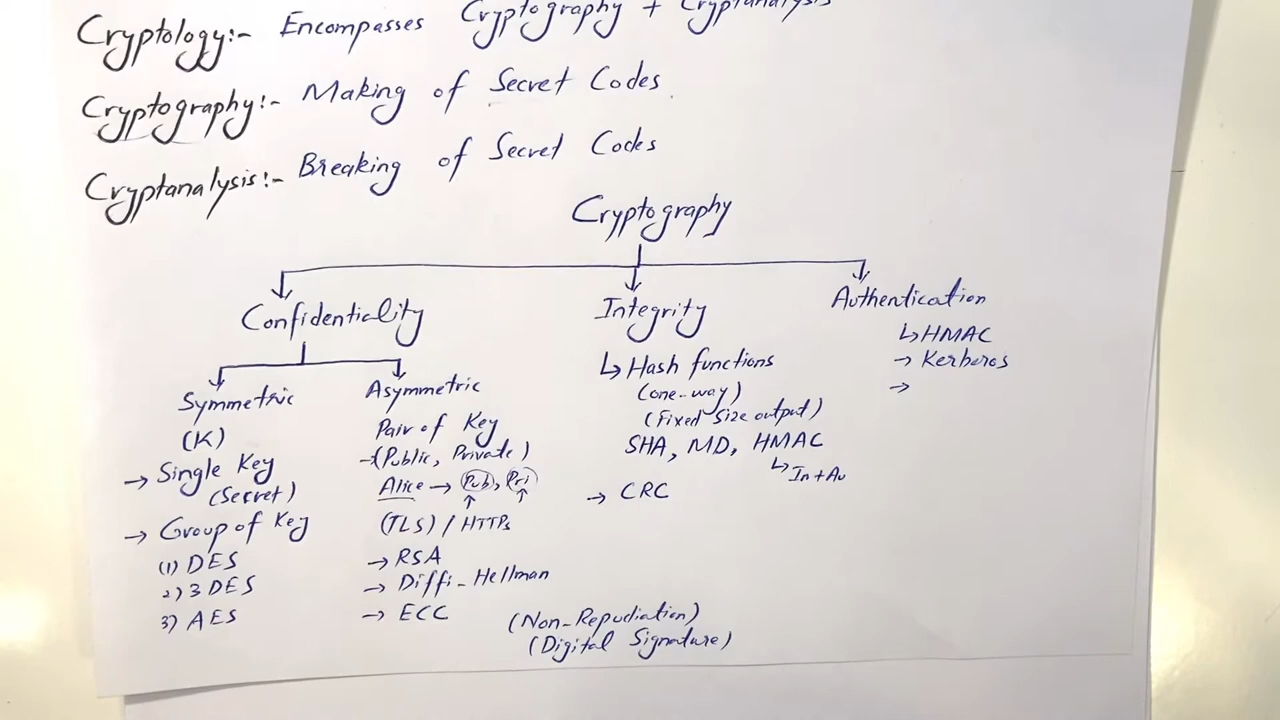 Cryptology:- Encompasses Cryptography + Cryptanalysis
Cryptography:- Making of Secret Codes
Cryptanalysis:- Breaking of Secret Codes
Cryptography
Confidenticality
Symmetric
(K)
→ Single Key
(Secret)
→ Group of Key
(1) DES
2) 3 DES
3) AES
Asymmetric
Pair of Key
-(Public, Private)
Alice → Pub, Pri
(TLS) / HTTPs
→ RSA
→ Diffi-Hellman
→ ECC
(Non-Repudiation)
(Digital Signature)
Integrity
↳ Hash functions
(one-way)
(Fixed Size output)
SHA, MD, HMAC
↳ In + Au
→ CRC
Authentication
↳ HMAC
→ Kerberos
→